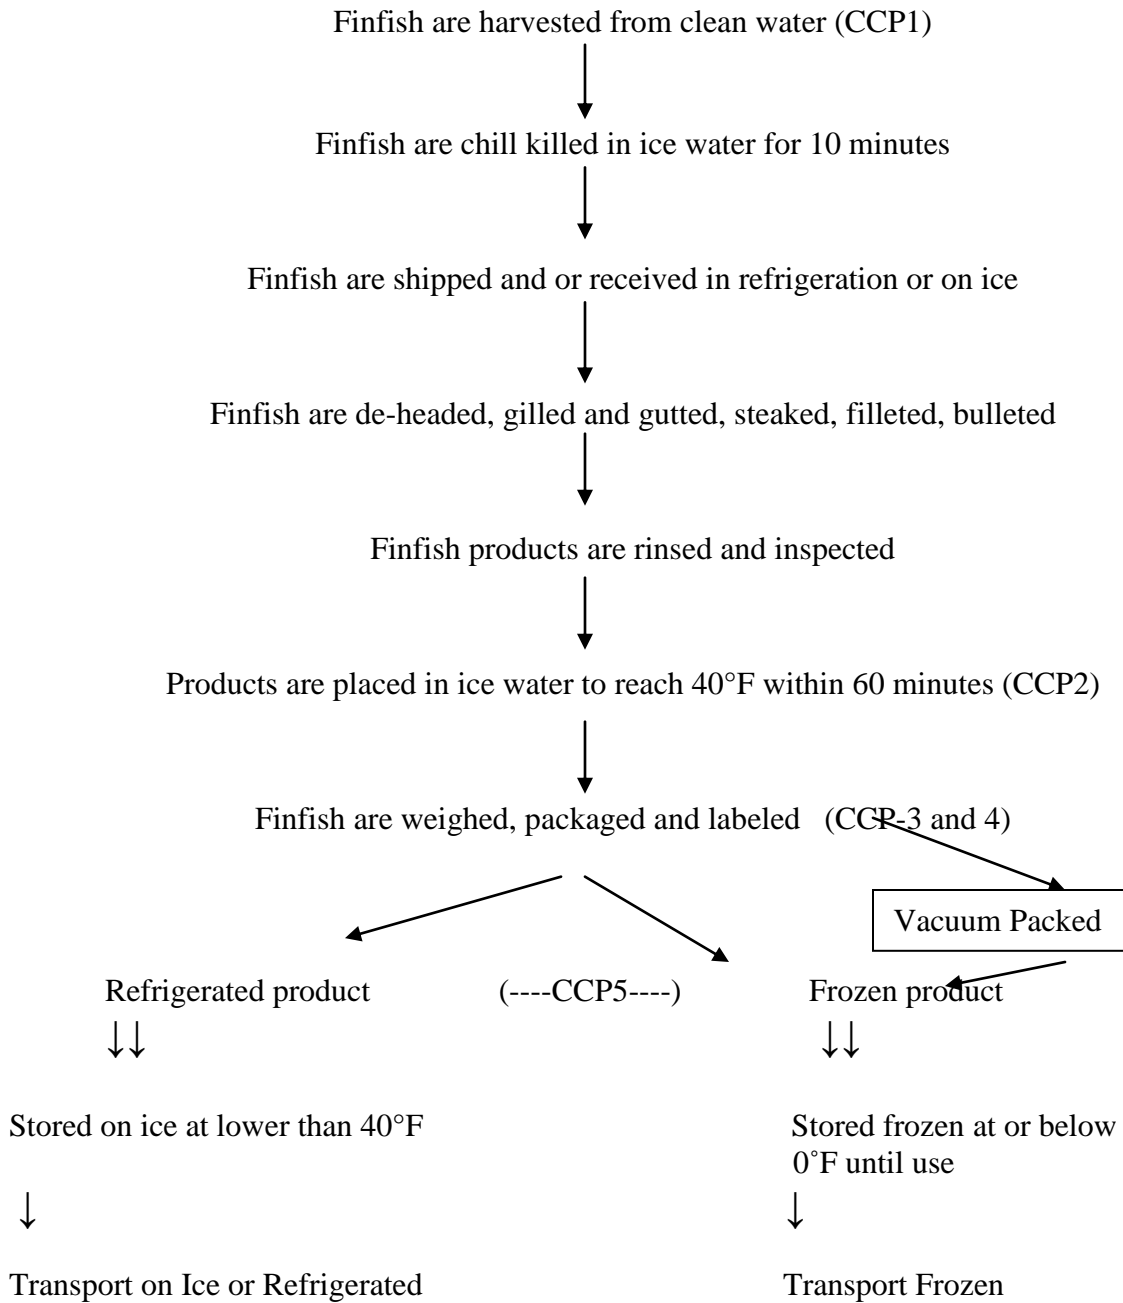 Finfish are harvested from clean water (CCP1)
Finfish are chill killed in ice water for 10 minutes
Finfish are shipped and or received in refrigeration or on ice
Finfish are de-headed, gilled and gutted, steaked, filleted, bulleted
Finfish products are rinsed and inspected
Products are placed in ice water to reach 40°F within 60 minutes (CCP2)
Finfish are weighed, packaged and labeled (CCP-3 and 4)
Vacuum Packed
Refrigerated product (----CCP5----) Frozen product
↓↓ ↓↓
Stored on ice at lower than 40°F Stored frozen at or below
0˚F until use
↓ ↓
Transport on Ice or Refrigerated Transport Frozen